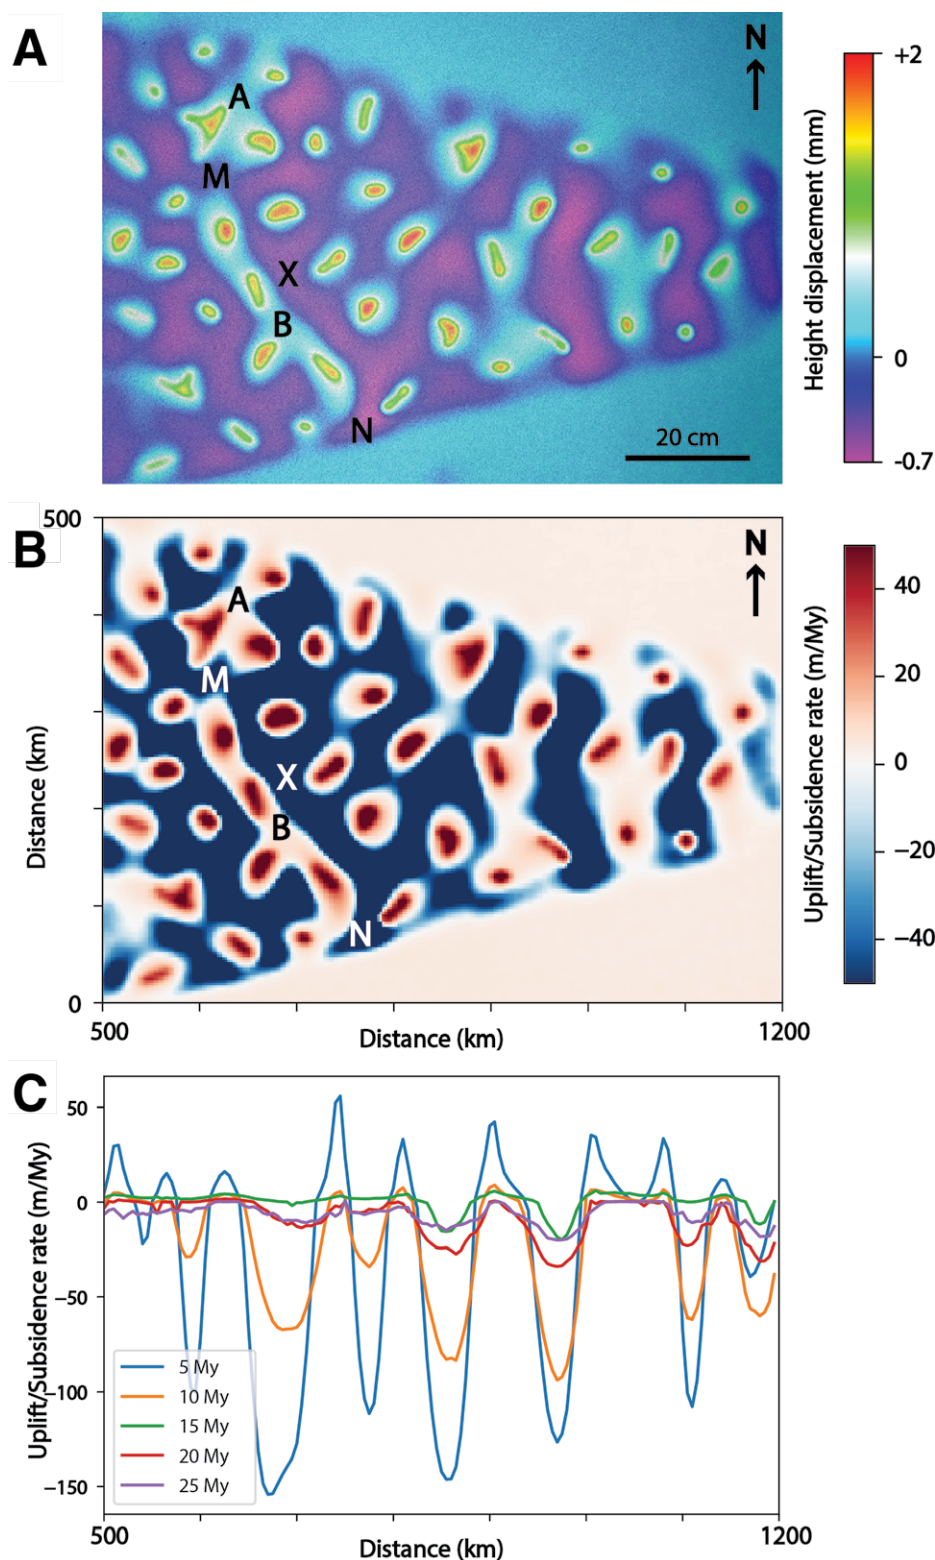 A
N
+2
A
M
X
B
N
20 cm
0
-0.7
Height displacement (mm)
B
500
N
A
M
X
B
N
0
500
1200
Distance (km)
Distance (km)
40
20
0
−20
−40
Uplift/Subsidence rate (m/My)
C
50
0
−50
−100
−150
Uplift/Subsidence rate (m/My)
5 My
10 My
15 My
20 My
25 My
500
1200
Distance (km)